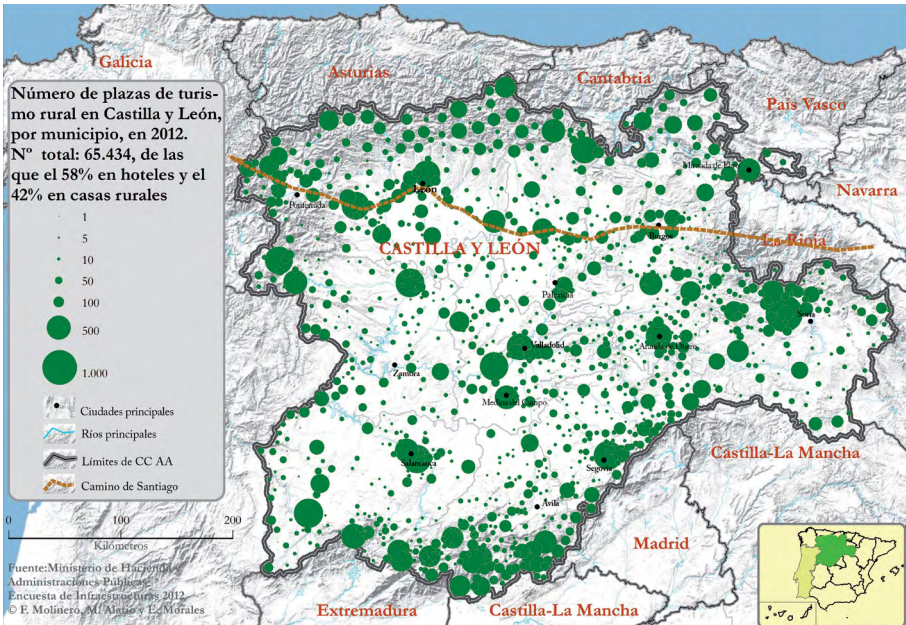 Galicia
Asturias
Cantabria
País Vasco
Navarra
La Rioja
Número de plazas de turis-
mo rural en Castilla y León,
por municipio, en 2012.
Nº total: 65.434, de las
que el 58% en hoteles y el
42% en casas rurales
1
5
10
50
100
500
1.000
Ciudades principales
Ríos principales
Límites de CC AA
Camino de Santiago
0 100 200
Kilómetros
Fuente:Ministerio de Hacienda y
Administraciones Públicas
Encuesta de Infraestructuras 2012
© F. Molinero, M. Alario y E. Morales
Miranda de Ebro
León
Ponferrada
Burgos
CASTILLA Y LEÓN
Palencia
Soria
Valladolid
Aranda de Duero
Zamora
Medina del Campo
Salamanca
Segovia
Ávila
Castilla-La Mancha
Madrid
Extremadura
Castilla-La Mancha